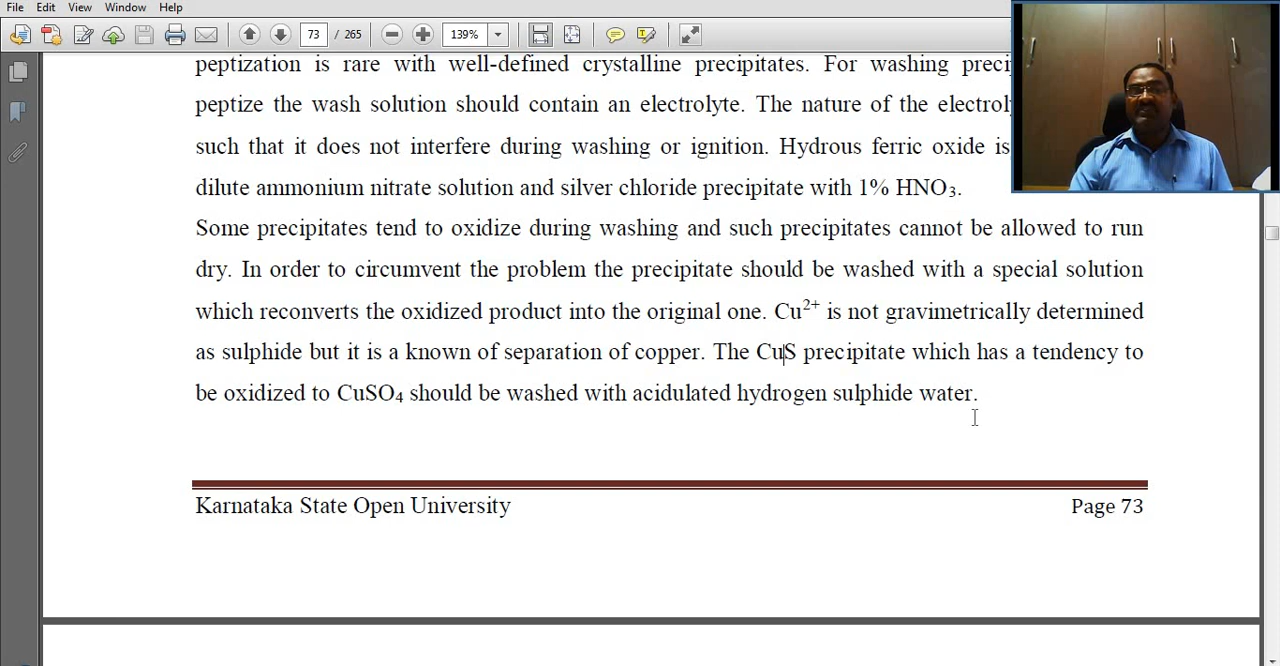 File Edit View Window Help
73 / 265 139%
peptization is rare with well-defined crystalline precipitates. For washing
peptize the wash solution should contain an electrolyte. The nature of the
such that it does not interfere during washing or ignition. Hydrous ferric oxide is
dilute ammonium nitrate solution and silver chloride precipitate with 1% HNO₃.
Some precipitates tend to oxidize during washing and such precipitates cannot be allowed to run
dry. In order to circumvent the problem the precipitate should be washed with a special solution
which reconverts the oxidized product into the original one. Cu²⁺ is not gravimetrically determined
as sulphide but it is a known of separation of copper. The CuS precipitate which has a tendency to
be oxidized to CuSO₄ should be washed with acidulated hydrogen sulphide water.
Karnataka State Open University Page 73